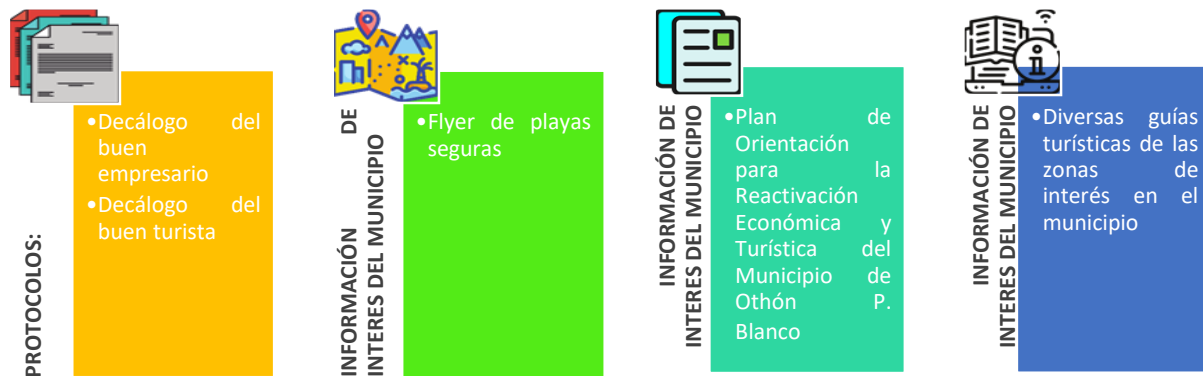 PROTOCOLOS:
•Decálogo del
buen
empresario
•Decálogo del
buen turista
INFORMACIÓN DE
INTERES DEL MUNICIPIO
•Flyer de playas
seguras
INFORMACIÓN DE
INTERES DEL MUNICIPIO
•Plan de
Orientación
para la
Reactivación
Económica y
Turística del
Municipio de
Othón P.
Blanco
INFORMACIÓN DE
INTERES DEL MUNICIPIO
•Diversas guías
turísticas de las
zonas de
interés en el
municipio